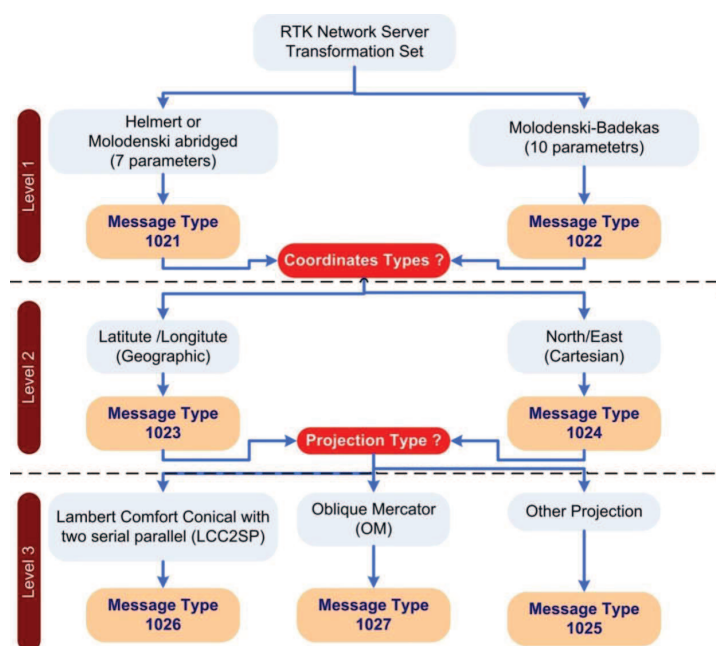 RTK Network Server
Transformation Set
Level 1
Helmert or
Molodenski abridged
(7 parameters)
Molodenski-Badekas
(10 parametetrs)
Message Type
1021
Message Type
1022
Coordinates Types ?
Level 2
Latitute /Longitute
(Geographic)
North/East
(Cartesian)
Message Type
1023
Message Type
1024
Projection Type ?
Level 3
Lambert Comfort Conical with
two serial parallel (LCC2SP)
Oblique Mercator
(OM)
Other Projection
Message Type
1026
Message Type
1027
Message Type
1025